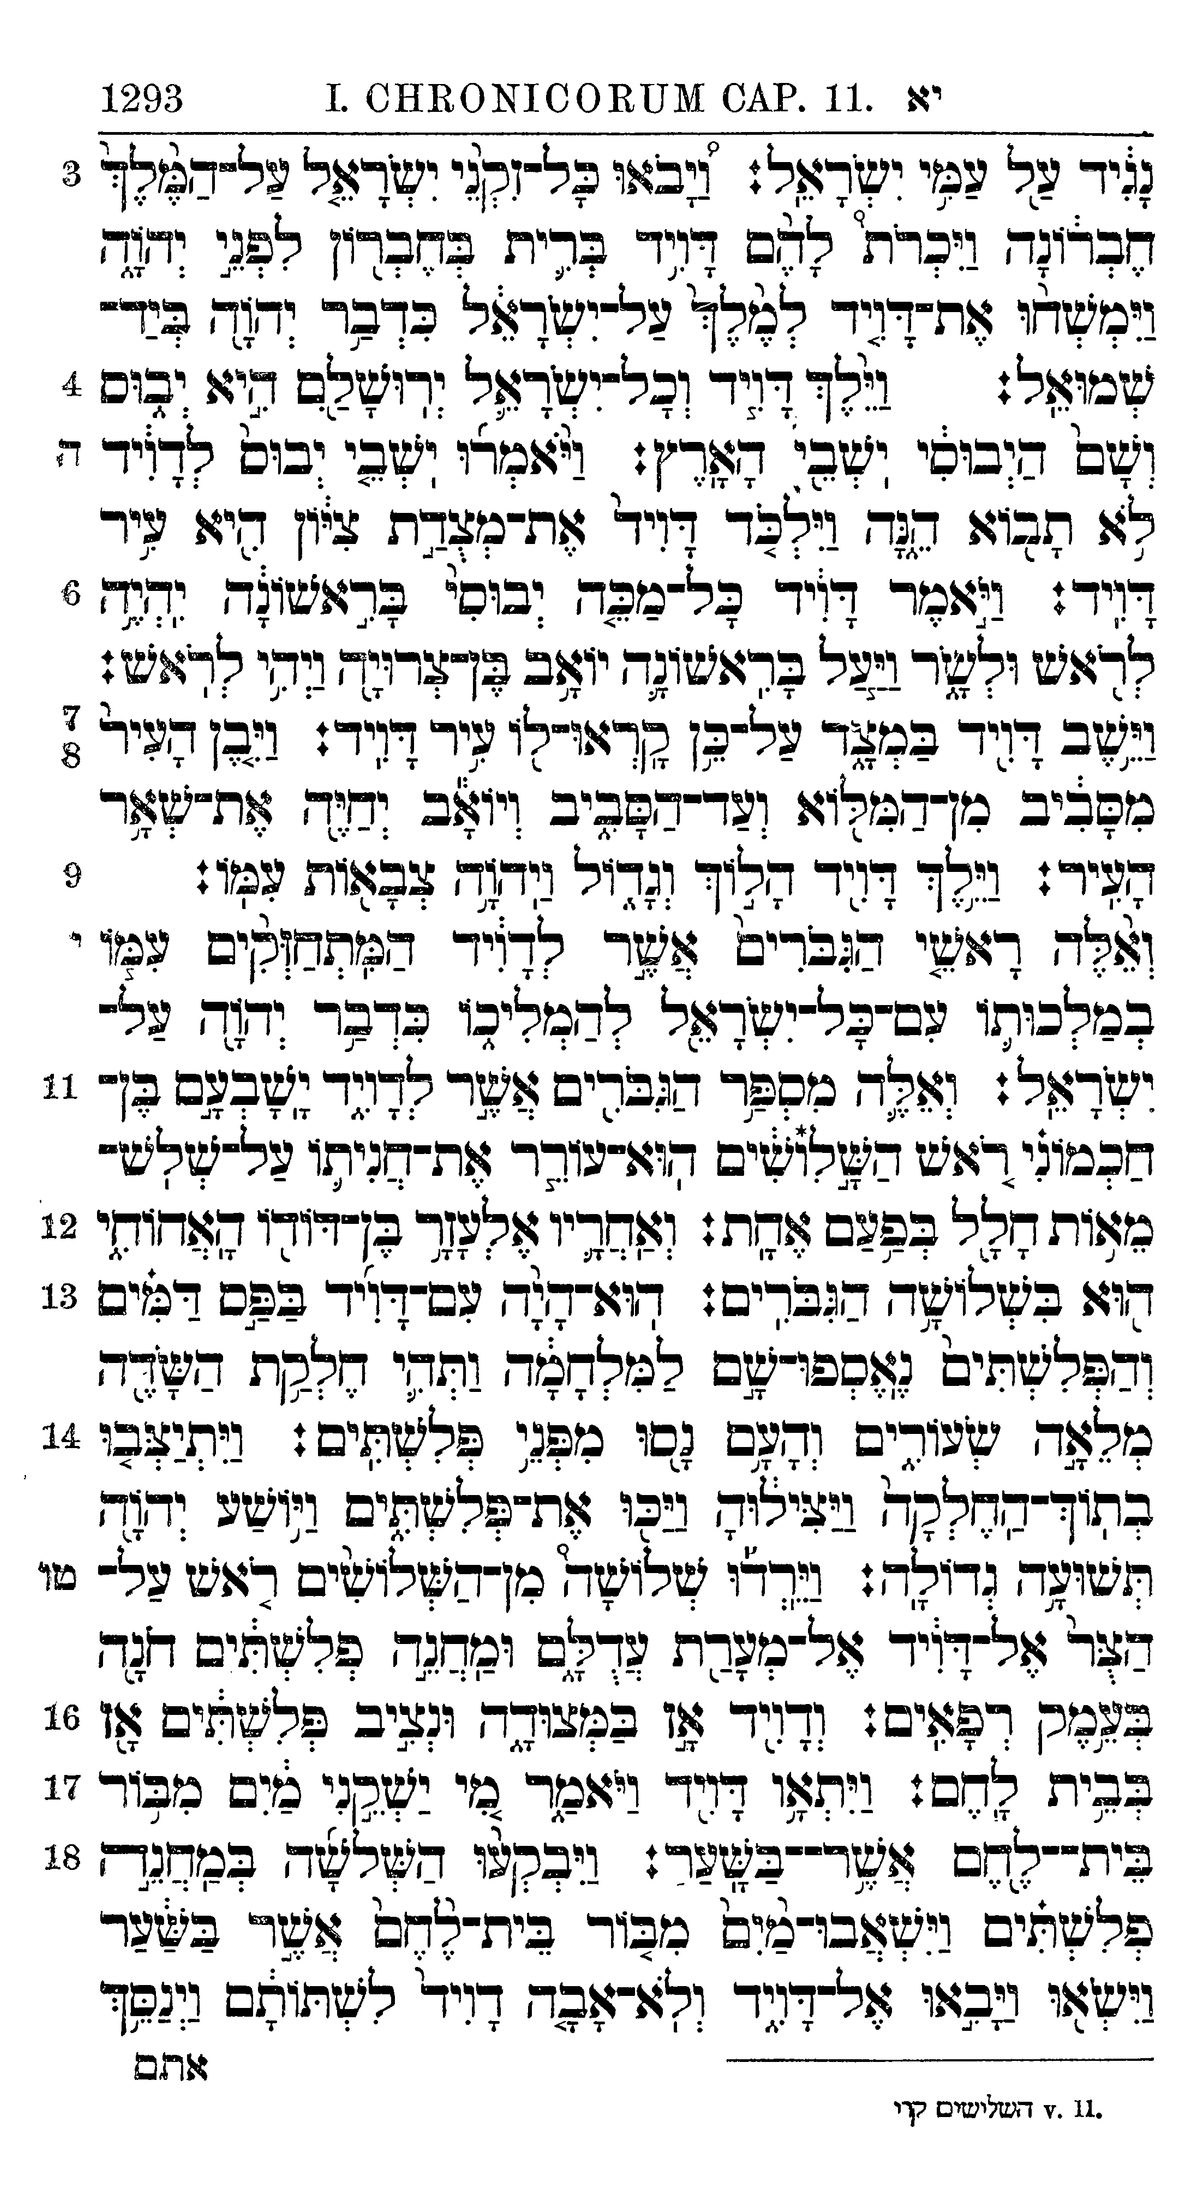 1293 I. CHRONICORUM CAP. 11. יא
נָגִ֔יד עַ֖ל עַמִּ֥י יִשְׂרָאֵֽל׃ וַ֠יָּבֹאוּ כָּל־זִקְנֵ֨י יִשְׂרָאֵ֤ל עַל־הַמֶּ֙לֶךְ֙ 3
חֶבְר֔וֹנָה וַיִּכְרֹת֩ לָהֶ֨ם דָּוִ֥יד בְּרִ֛ית בְּחֶבְר֖וֹן לִפְנֵ֣י יְהוָ֑ה
וַיִּמְשְׁח֨וּ אֶת־דָּוִ֤יד לְמֶ֙לֶךְ֙ עַל־יִשְׂרָאֵ֔ל כִּדְבַ֥ר יְהוָ֖ה בְּיַד־
שְׁמוּאֵֽל׃ וַיֵּ֨לֶךְ דָּוִ֧יד וְכָל־יִשְׂרָאֵ֛ל יְרֽוּשָׁלִַ֖ם הִ֣יא יְב֑וּס 4
וְשָׁם֙ הַיְבוּסִ֔י יֹֽשְׁבֵ֖י הָאָֽרֶץ׃ וַיֹּ֨אמְר֜וּ יֹֽשְׁבֵ֤י יְבוּס֙ לְדָוִ֔יד ה
לֹ֥א תָב֖וֹא הֵ֑נָּה וַיִּלְכֹּ֤ד דָּוִיד֙ אֶת־מְצֻדַ֣ת צִיּ֔וֹן הִ֖יא עִ֥יר
דָּוִֽיד׃ וַיֹּ֣אמֶר דָּוִ֔יד כָּל־מַכֵּ֤ה יְבוּסִי֙ בָּרִ֣אשׁוֹנָ֔ה יִֽהְיֶ֥ה 6
לְרֹ֖אשׁ וּלְשָׂ֑ר וַיַּ֧עַל בָּרִֽאשׁוֹנָ֛ה יוֹאָ֥ב בֶּן־צְרוּיָ֖ה וַיְהִ֥י לְרֹֽאשׁ׃
וַיֵּ֥שֶׁב דָּוִ֖יד בַּמְצָ֑ד עַל־כֵּ֥ן קָֽרְאוּ־ל֖וֹ עִ֥יר דָּוִֽיד׃ וַיִּ֤בֶן הָעִיר֙ 7 8
מִסָּבִ֔יב מִן־הַמִּלּ֖וֹא וְעַד־הַסָּבִ֑יב וְיוֹאָ֕ב יְחַיֶּ֖ה אֶת־שְׁאָ֥ר
הָעִֽיר׃ וַיֵּ֥לֶךְ דָּוִ֖יד הָל֣וֹךְ וְגָד֑וֹל וַֽיהוָ֥ה צְבָא֖וֹת עִמּֽוֹ׃ 9
וְאֵ֨לֶּה רָאשֵׁ֤י הַגִּבֹּרִים֙ אֲשֶׁ֣ר לְדָוִ֔יד הַמִּֽתְחַזְּקִ֨ים עִמּ֧וֹ י
בְמַלְכוּת֛וֹ עִם־כָּל־יִשְׂרָאֵ֖ל לְהַמְלִיכ֑וֹ כִּדְבַ֥ר יְהוָ֖ה עַל־
יִשְׂרָאֵֽל׃ וְאֵ֛לֶּה מִסְפַּ֥ר הַגִּבֹּרִ֖ים אֲשֶׁ֣ר לְדָוִ֑יד יָֽשָׁבְעָ֣ם בֶּן־ 11
חַכְמוֹנִ֗י רֹ֚אשׁ הַשָּׁ֣לוֹשִׁ֔ים* הֽוּא־עוֹרֵ֧ר אֶת־חֲנִית֛וֹ עַל־שְׁלֹשׁ־
מֵא֥וֹת חָלָ֖ל בְּפַ֥עַם אֶחָֽת׃ וְאַֽחֲרָ֛יו אֶלְעָזָ֥ר בֶּן־דּוֹד֖וֹ הָֽאֲחוֹחִ֑י 12
ה֖וּא בִּשְׁלוֹשָׁ֥ה הַגִּבֹּרִֽים׃ הֽוּא־הָיָ֨ה עִם־דָּוִ֜יד בַּפַּ֣ס דַּמִּ֗ים 13
וְהַפְּלִשְׁתִּים֙ נֶֽאֶסְפוּ־שָׁ֣ם לַמִּלְחָמָ֔ה וַתְּהִ֛י חֶלְקַ֥ת הַשָּׂדֶ֖ה
מְלֵאָ֣ה שְׂעוֹרִ֑ים וְהָעָ֥ם נָ֖סוּ מִפְּנֵ֥י פְלִשְׁתִּֽים׃ וַיִּֽתְיַצְּב֤וּ 14
בְתֽוֹךְ־הַֽחֶלְקָה֙ וַיַּצִּיל֔וּהָ וַיַּכּ֖וּ אֶת־פְּלִשְׁתִּ֑ים וַיּ֥וֹשַׁע יְהוָ֖ה
תְּשׁוּעָ֥ה גְדוֹלָֽה׃ וַיֵּֽרְד֡וּ שְׁלוֹשָׁה֩ מִן־הַשְּׁלוֹשִׁ֨ים רֹ֤אשׁ עַל־ טו
הַצֻּר֙ אֶל־דָּוִ֔יד אֶל־מְעָרַ֖ת עֲדֻלָּ֑ם וּמַֽחֲנֵ֣ה פְלִשְׁתִּ֔ים חֹנָ֖ה
בְּעֵ֥מֶק רְפָאִֽים׃ וְדָוִ֖יד אָ֣ז בַּמְּצוּדָ֑ה וּנְצִ֣יב פְּלִשְׁתִּ֔ים אָ֖ז 16
בְּבֵ֥ית לָֽחֶם׃ וַיִּתְאָ֥ו דָּוִ֖יד וַיֹּאמַ֑ר מִ֚י יַשְׁקֵ֣נִי מַ֔יִם מִבּ֥וֹר 17
בֵּֽית־לֶ֖חֶם אֲשֶׁ֥ר־בַּשָּֽׁעַר׃ וַיִּבְקְע֨וּ הַשְּׁלֹשָׁ֜ה בְּמַֽחֲנֵ֣ה 18
פְלִשְׁתִּ֗ים וַיִּֽשְׁאֲבוּ־מַ֙יִם֙ מִבּ֤וֹר בֵּֽית־לֶ֙חֶם֙ אֲשֶׁ֣ר בַּשַּׁ֔עַר
וַיִּשְׂא֖וּ וַיָּבִ֣אוּ אֶל־דָּוִ֑יד וְלֹֽא־אָבָ֤ה דָוִיד֙ לִשְׁתּוֹתָ֔ם וַיְנַסֵּ֥ךְ
אתם
v. 11. השלישים קרי